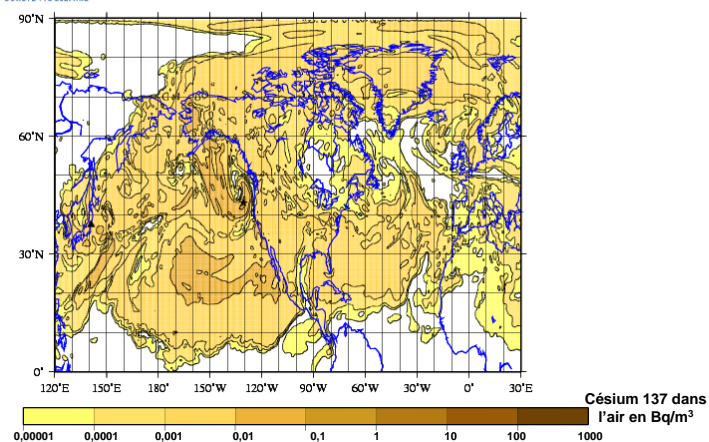 90˚N
60˚N
30˚N
0˚
120˚E 150˚E 180˚ 150˚W 120˚W 90˚W 60˚W 30˚W 0˚ 30˚E
Césium 137 dans
l'air en Bq/m³
0,00001 0,0001 0,001 0,01 0,1 1 10 100 1000